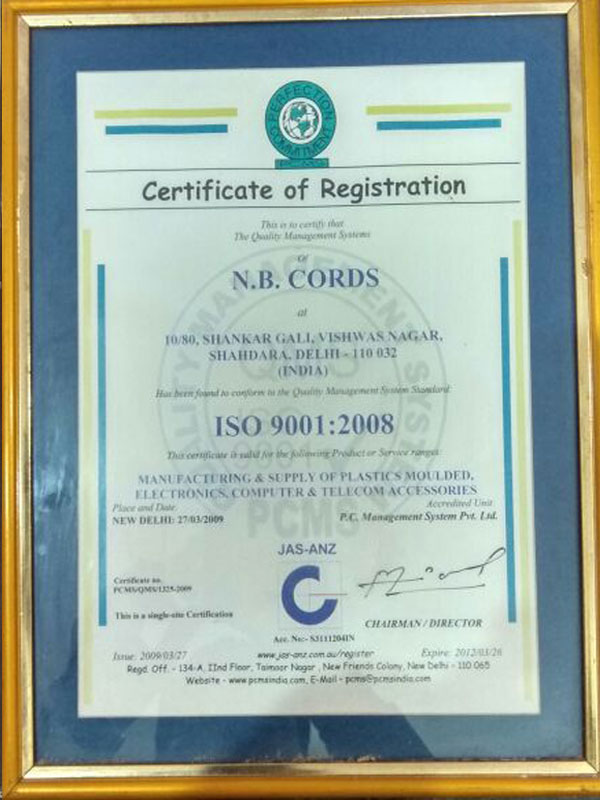 PERFECTION
COMMITMENT
Certificate of Registration
This is to certify that
The Quality Management Systems
Of
N.B. CORDS
at
10/80, SHANKAR GALI, VISHWAS NAGAR,
SHAHDARA, DELHI - 110 032
(INDIA)
Has been found to conform to the Quality Management System Standard:
ISO 9001:2008
This certificate is valid for the following Product or Service ranges:
MANUFACTURING & SUPPLY OF PLASTICS MOULDED,
ELECTRONICS, COMPUTER & TELECOM ACCESSORIES
Place and Date. Accredited Unit.
NEW DELHI: 27/03/2009 P.C. Management System Pvt. Ltd.
PCMS
JAS-ANZ
Certificate no.
PCMS/QMS/1325-2009
This is a single-site Certification
CHAIRMAN / DIRECTOR
Acc. No:- S3111204IN
Issue: 2009/03/27 www.jas-anz.com.au/register Expire: 2012/03/26
Regd. Off. - 134-A, IInd Floor, Taimoor Nagar , New Friends Colony, New Delhi - 110 065
Website - www.pcmsindia.com, E-Mail - pcms@pcmsindia.com